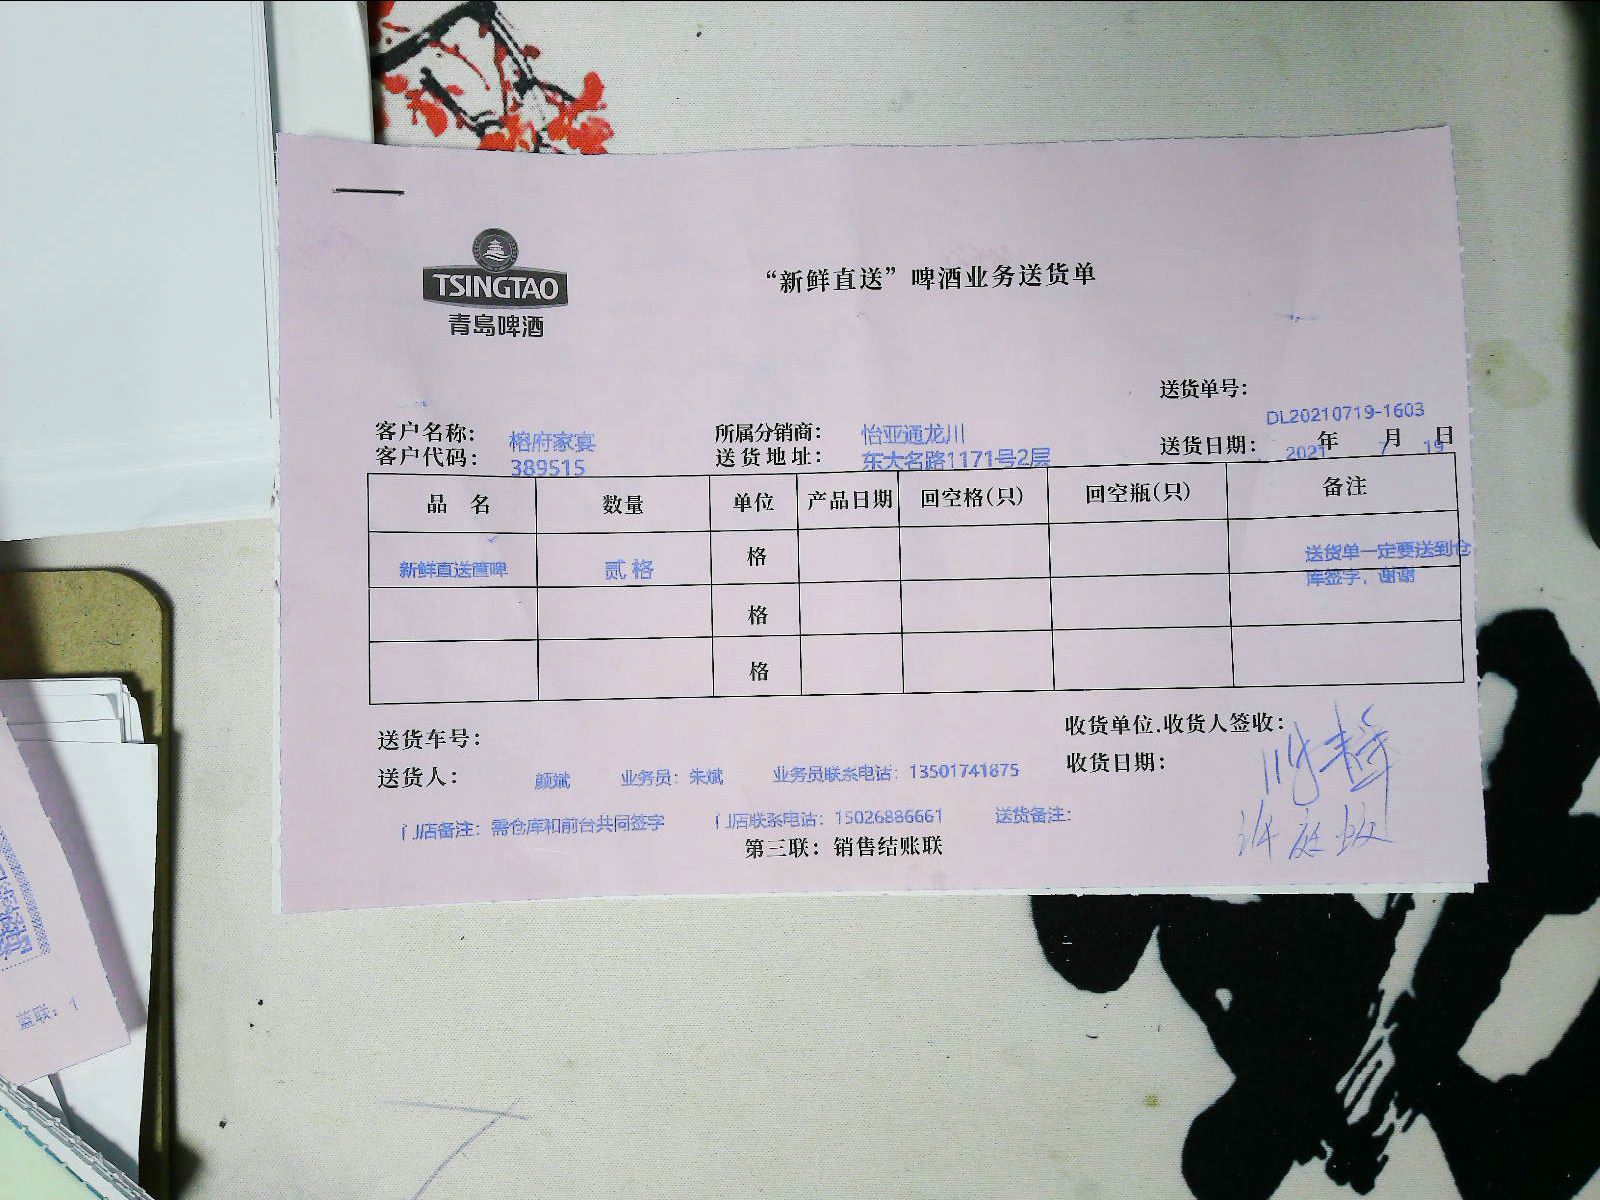 TSINGTAO
青岛啤酒
“新鲜直送”啤酒业务送货单
送货单号：
DL20210719-1603
客户名称： 榕府家宴 所属分销商： 怡亚通龙川 送货日期： 2021 年 7 月 19 日
客户代码： 389515 送货地址： 东大名路1171号2层
品 名 数量 单位 产品日期 回空格(只) 回空瓶(只) 备注
新鲜直送筐啤 贰格 格 送货单一定要送到仓
库签字，谢谢
格
格
送货车号： 收货单位.收货人签收：
送货人： 颜斌 业务员：朱斌 业务员联系电话：13501741875 收货日期：
门店备注：需仓库和前台共同签字 门店联系电话：15026886661 送货备注：
第三联：销售结账联
蓝联：1